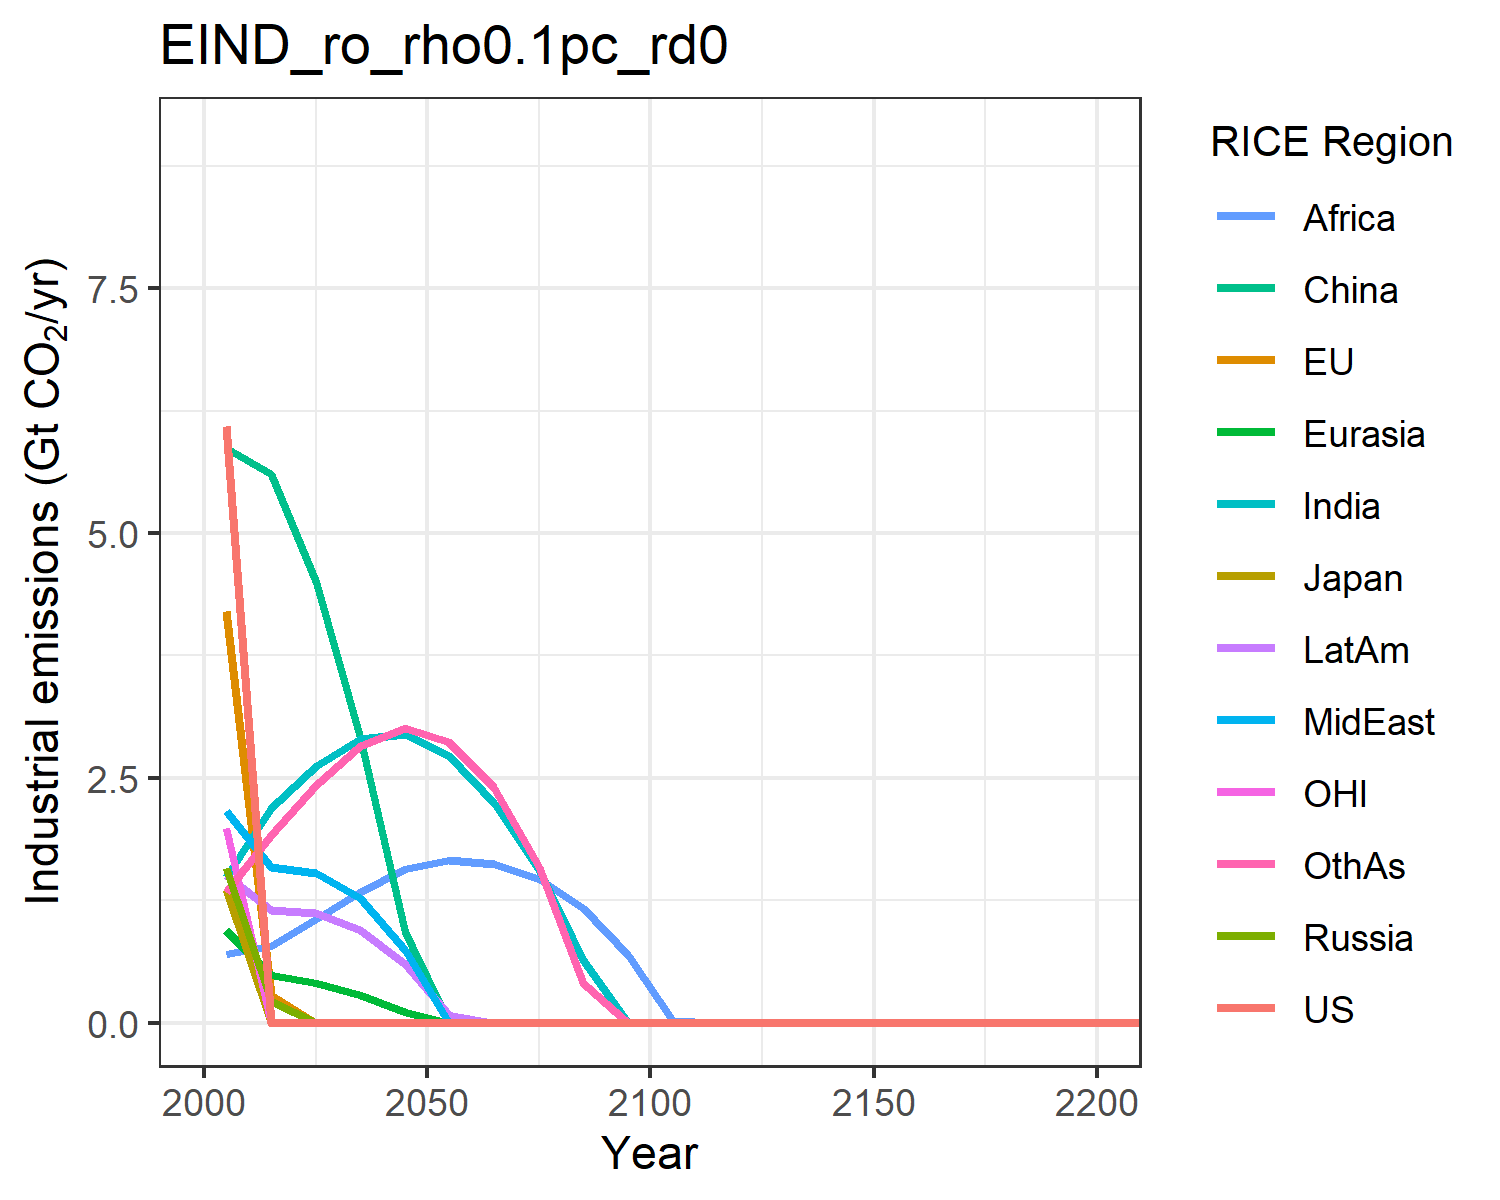 EIND_ro_rho0.1pc_rd0
Industrial emissions (Gt CO₂/yr)
7.5
5.0
2.5
0.0
2000 2050 2100 2150 2200
Year
RICE Region
Africa
China
EU
Eurasia
India
Japan
LatAm
MidEast
OHI
OthAs
Russia
US